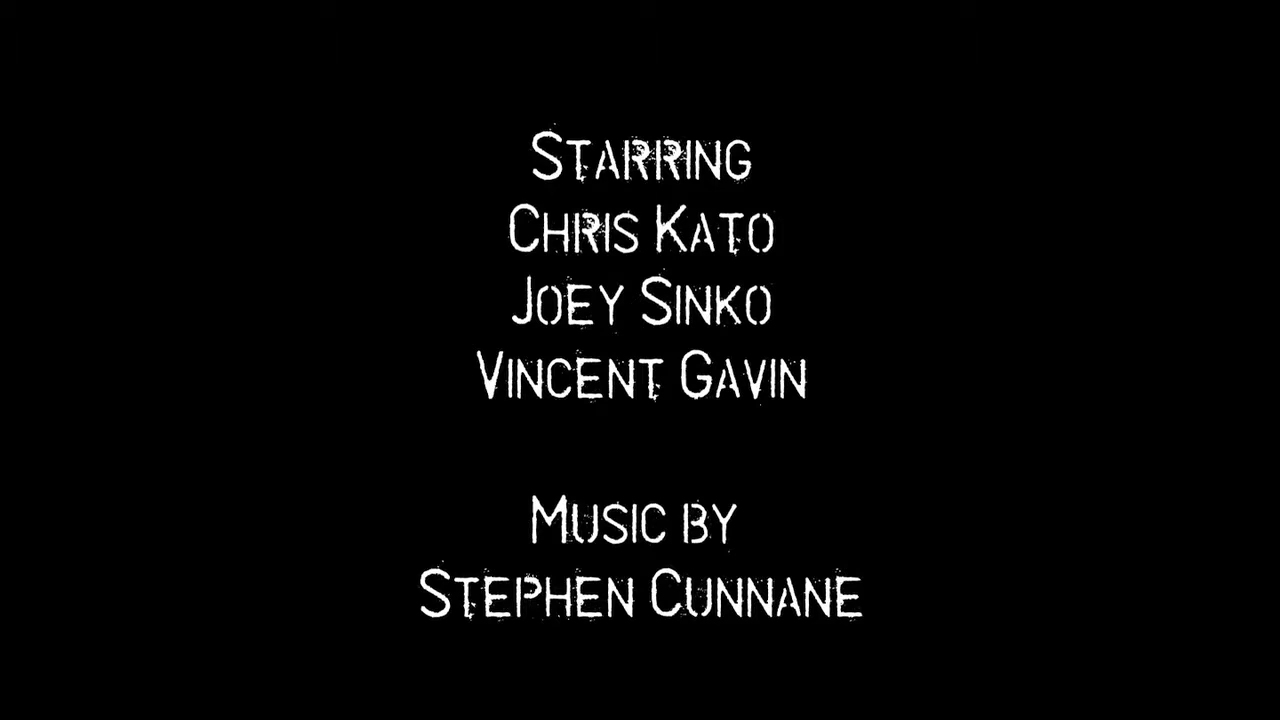 Starring
Chris Kato
Joey Sinko
Vincent Gavin
Music by
Stephen Cunnane